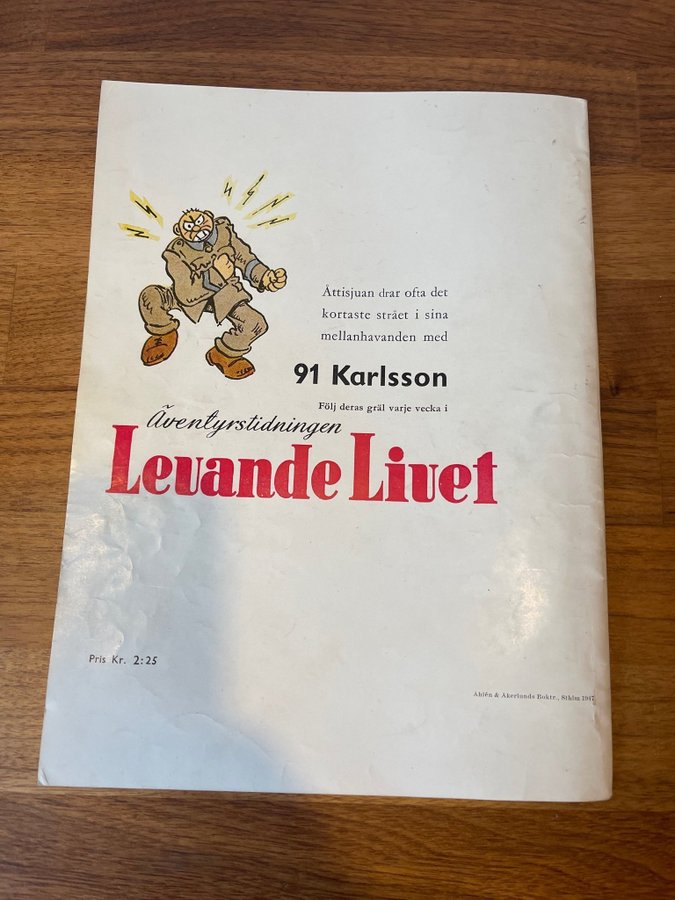 Åttisjuan drar ofta det
kortaste strået i sina
mellanhavanden med
91 Karlsson
Följ deras gräl varje vecka i
Äventyrstidningen
Levande Livet
Pris Kr. 2:25
Åhlén & Åkerlunds Boktr., Sthlm 1947